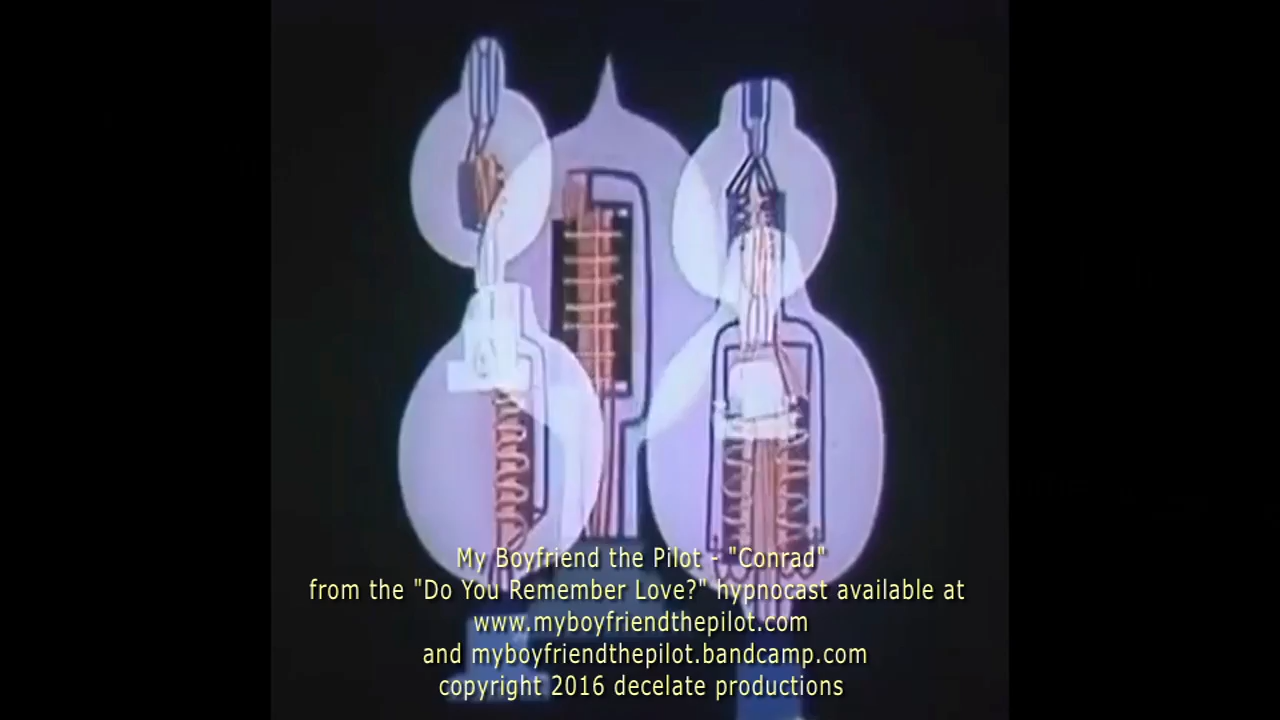 My Boyfriend the Pilot - "Conrad"
from the "Do You Remember Love?" hypnocast available at
www.myboyfriendthepilot.com
and myboyfriendthepilot.bandcamp.com
copyright 2016 decelate productions